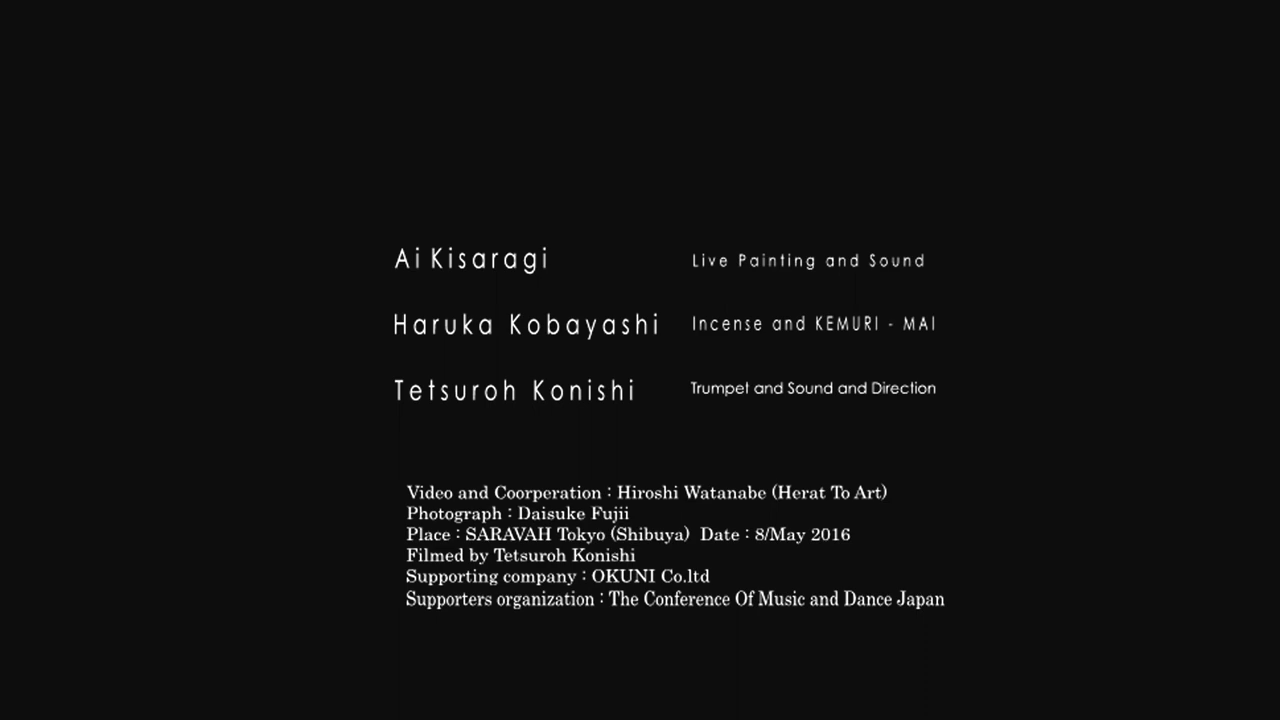 Ai Kisaragi Live Painting and Sound
Haruka Kobayashi Incense and KEMURI - MAI
Tetsuroh Konishi Trumpet and Sound and Direction
Video and Coorperation : Hiroshi Watanabe (Herat To Art)
Photograph : Daisuke Fujii
Place : SARAVAH Tokyo (Shibuya) Date : 8/May 2016
Filmed by Tetsuroh Konishi
Supporting company : OKUNI Co.ltd
Supporters organization : The Conference Of Music and Dance Japan